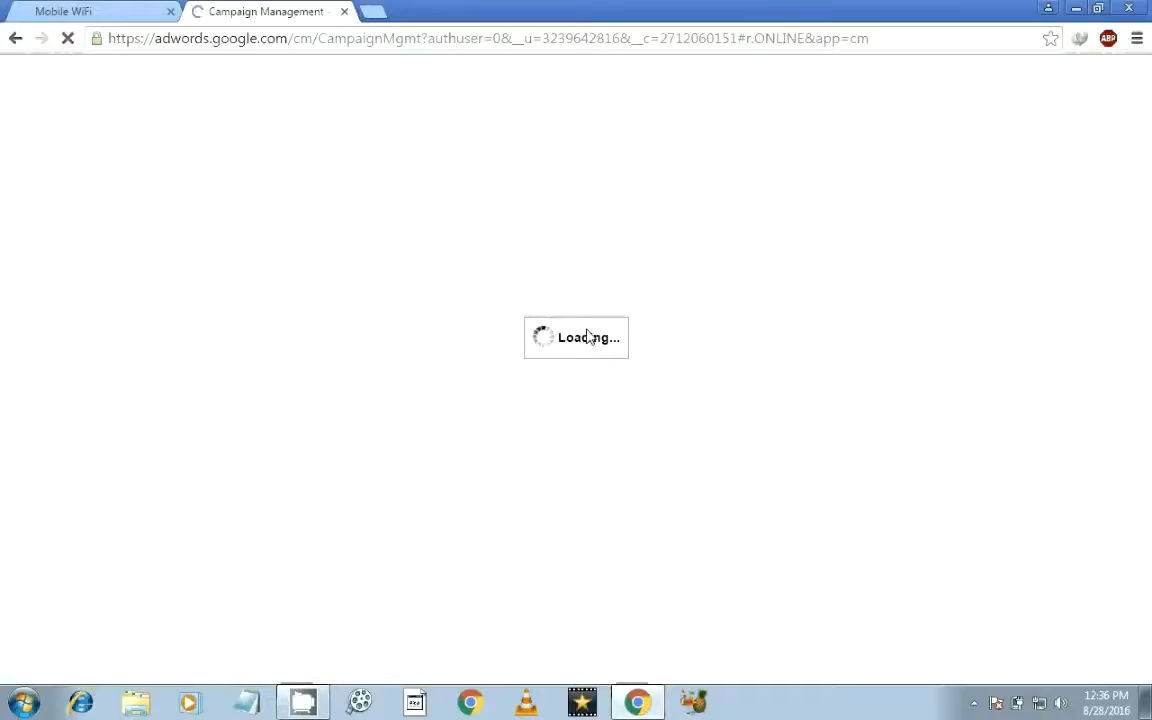 Mobile WiFi
Campaign Management
https://adwords.google.com/cm/CampaignMgmt?authuser=0&__u=3239642816&__c=2712060151#r.ONLINE&app=cm
ABP
Loading...
12:36 PM
8/28/2016